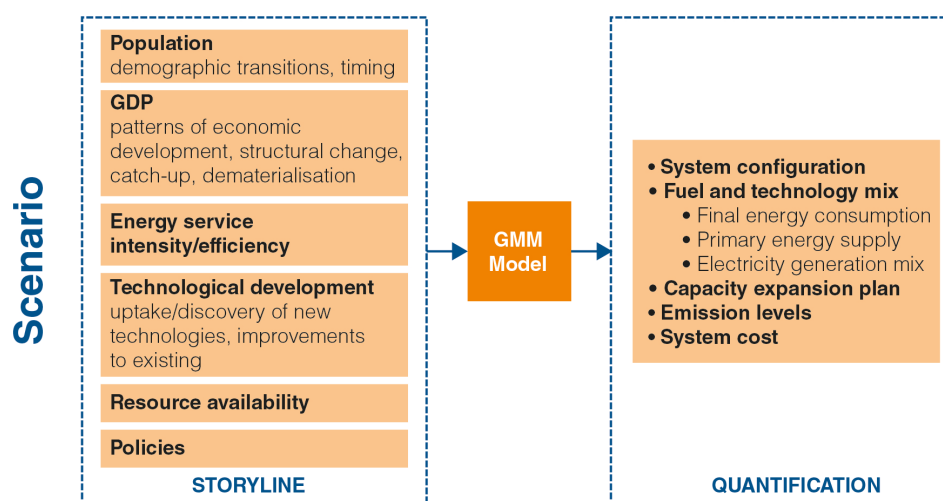 Scenario
Population
demographic transitions, timing
GDP
patterns of economic
development, structural change,
catch-up, dematerialisation
Energy service
intensity/efficiency
Technological development
uptake/discovery of new
technologies, improvements
to existing
Resource availability
Policies
STORYLINE
GMM
Model
• System configuration
• Fuel and technology mix
• Final energy consumption
• Primary energy supply
• Electricity generation mix
• Capacity expansion plan
• Emission levels
• System cost
QUANTIFICATION